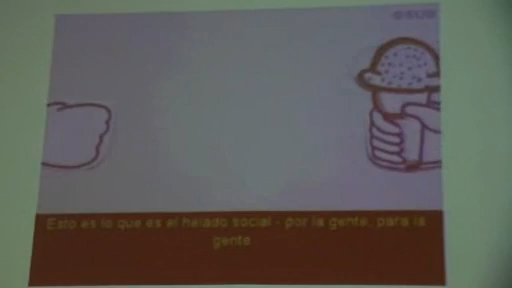 Esto es lo que es el helado social - por la gente, para la
gente